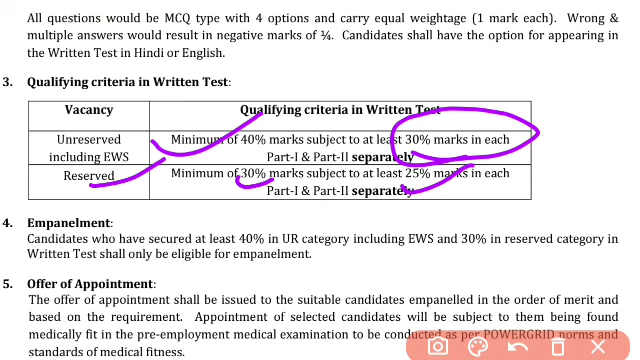 All questions would be MCQ type with 4 options and carry equal weightage (1 mark each). Wrong &
multiple answers would result in negative marks of ¼. Candidates shall have the option for appearing in
the Written Test in Hindi or English.
3. Qualifying criteria in Written Test:
Vacancy Qualifying criteria in Written Test
Unreserved including EWS
Minimum of 40% marks subject to at least 30% marks in each
Part-I & Part-II separately
Reserved
Minimum of 30% marks subject to at least 25% marks in each
Part-I & Part-II separately
4. Empanelment:
Candidates who have secured at least 40% in UR category including EWS and 30% in reserved category in
Written Test shall only be eligible for empanelment.
5. Offer of Appointment:
The offer of appointment shall be issued to the suitable candidates empanelled in the order of merit and
based on the requirement. Appointment of selected candidates will be subject to them being found
medically fit in the pre-employment medical examination to be conducted as per POWERGRID norms and
standards of medical fitness.